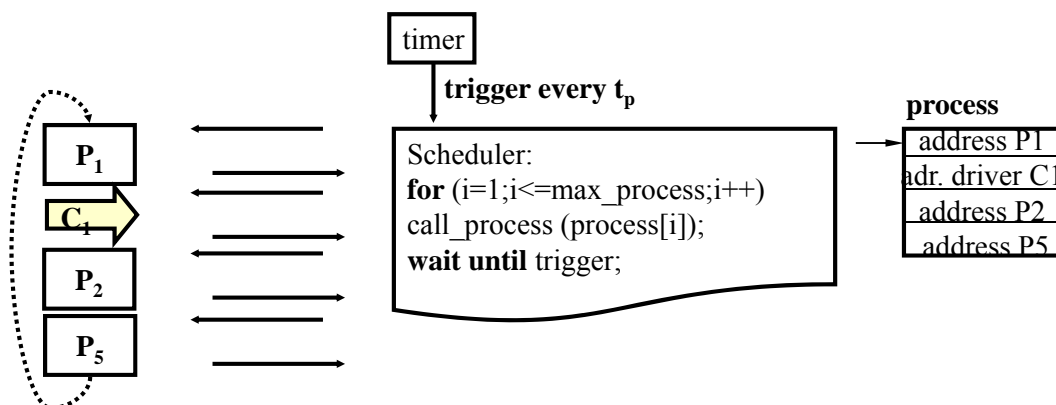 timer
trigger every tp
P1
C1
P2
P5
Scheduler:
for (i=1;i<=max_process;i++)
call_process (process[i]);
wait until trigger;
process
address P1
adr. driver C1
address P2
address P5